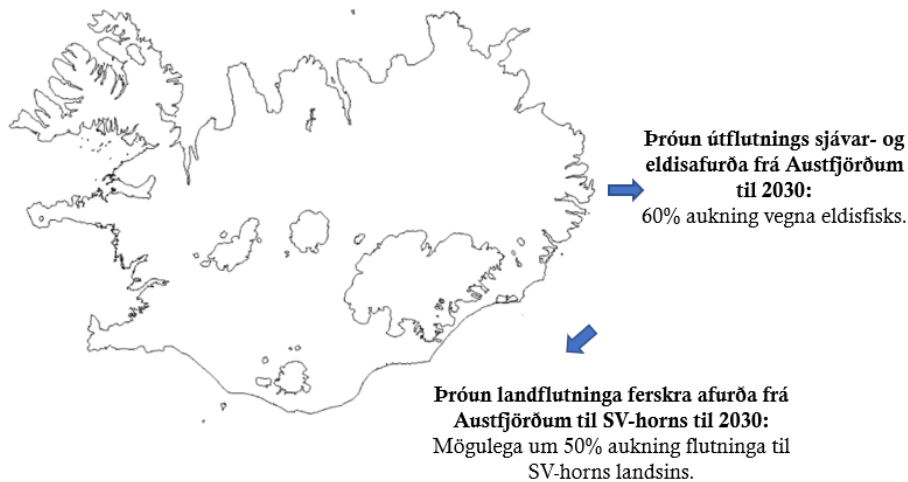 Þróun útflutnings sjávar- og
eldisafurða frá Austfjörðum
til 2030:
60% aukning vegna eldisfisks.
Þróun landflutninga ferskra afurða frá
Austfjörðum til SV-horns til 2030:
Mögulega um 50% aukning flutninga til
SV-horns landsins.